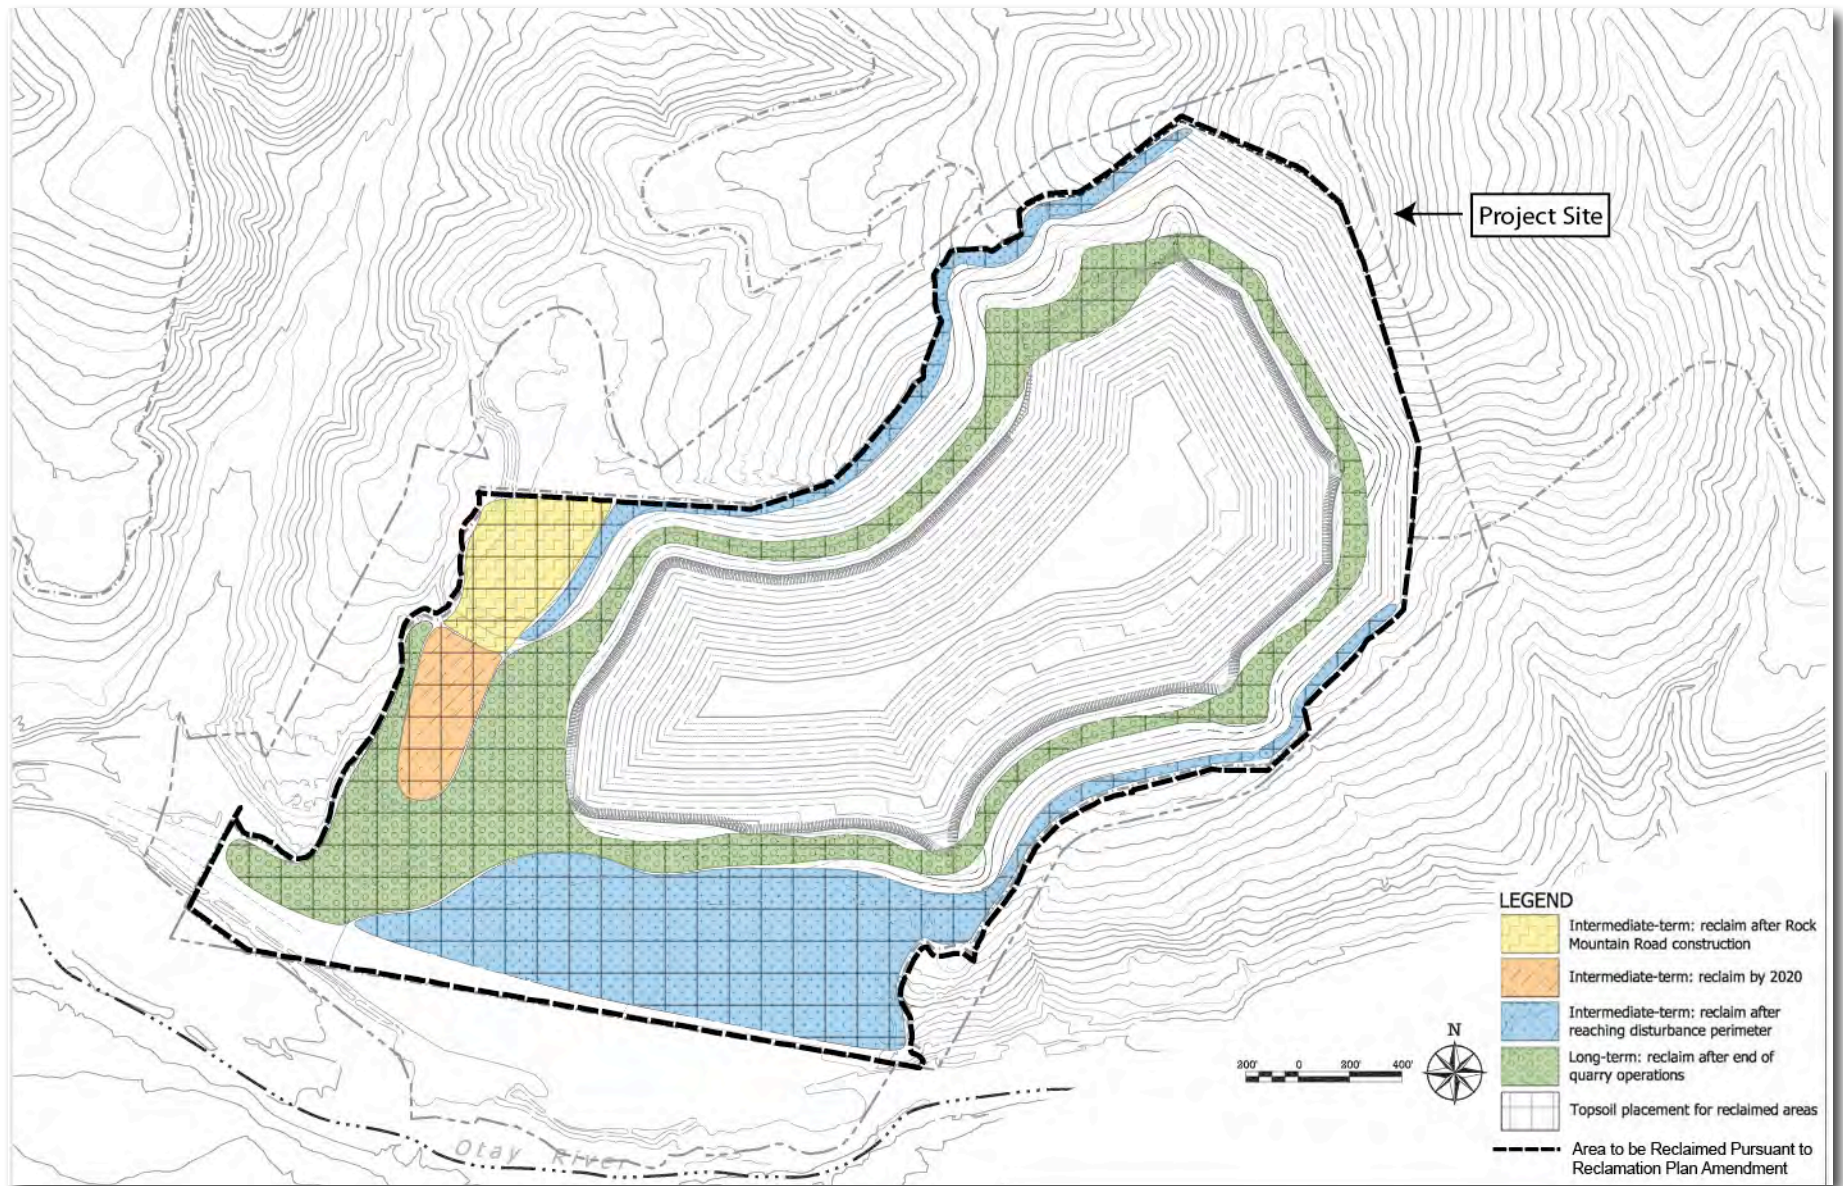 Project Site
LEGEND
Intermediate-term: reclaim after Rock
Mountain Road construction
Intermediate-term: reclaim by 2020
Intermediate-term: reclaim after
reaching disturbance perimeter
Long-term: reclaim after end of
quarry operations
Topsoil placement for reclaimed areas
Area to be Reclaimed Pursuant to
Reclamation Plan Amendment
N
200' 0 200' 400'
Otay River